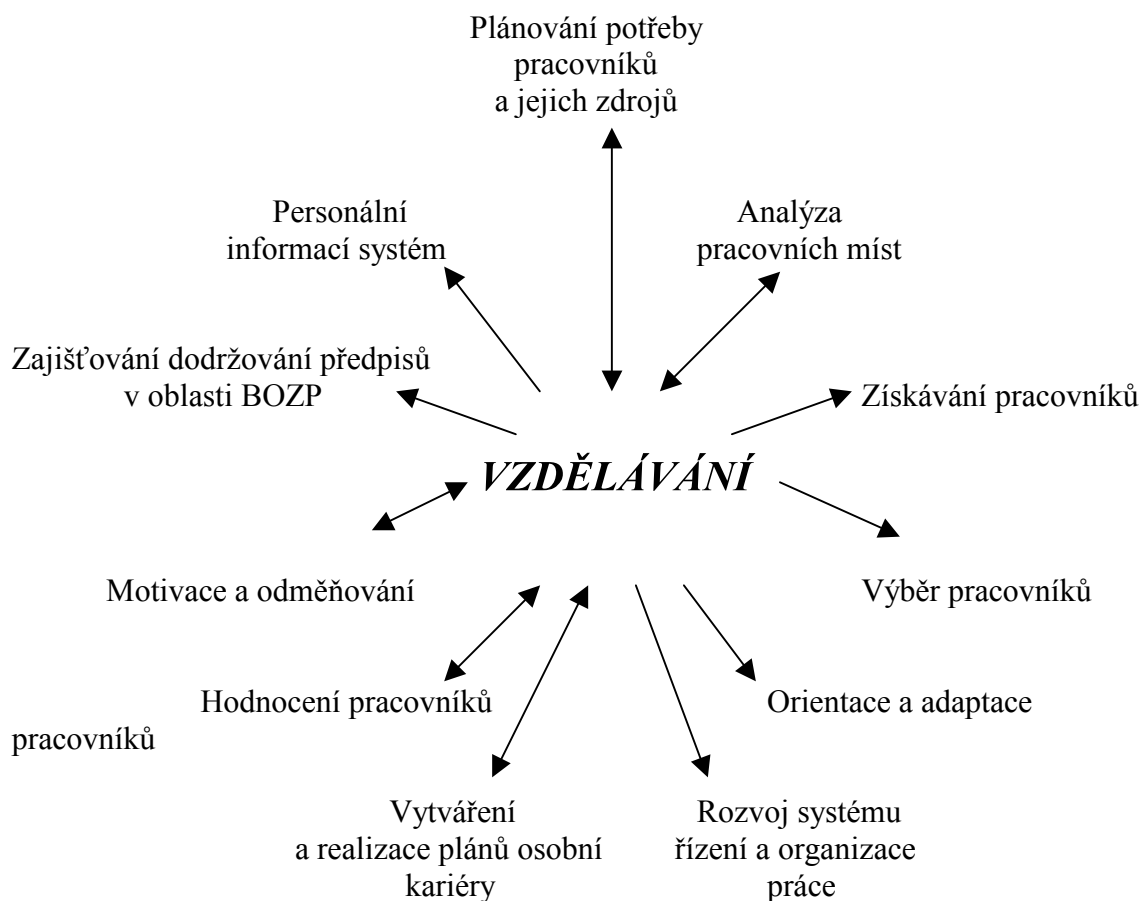 Plánování potřeby
pracovníků
a jejich zdrojů
Personální
informací systém
Analýza
pracovních míst
Zajišťování dodržování předpisů
v oblasti BOZP
Získávání pracovníků
VZDĚLÁVÁNÍ
Motivace a odměňování
Výběr pracovníků
Hodnocení pracovníků
Orientace a adaptace
pracovníků
Vytváření
a realizace plánů osobní
kariéry
Rozvoj systému
řízení a organizace
práce